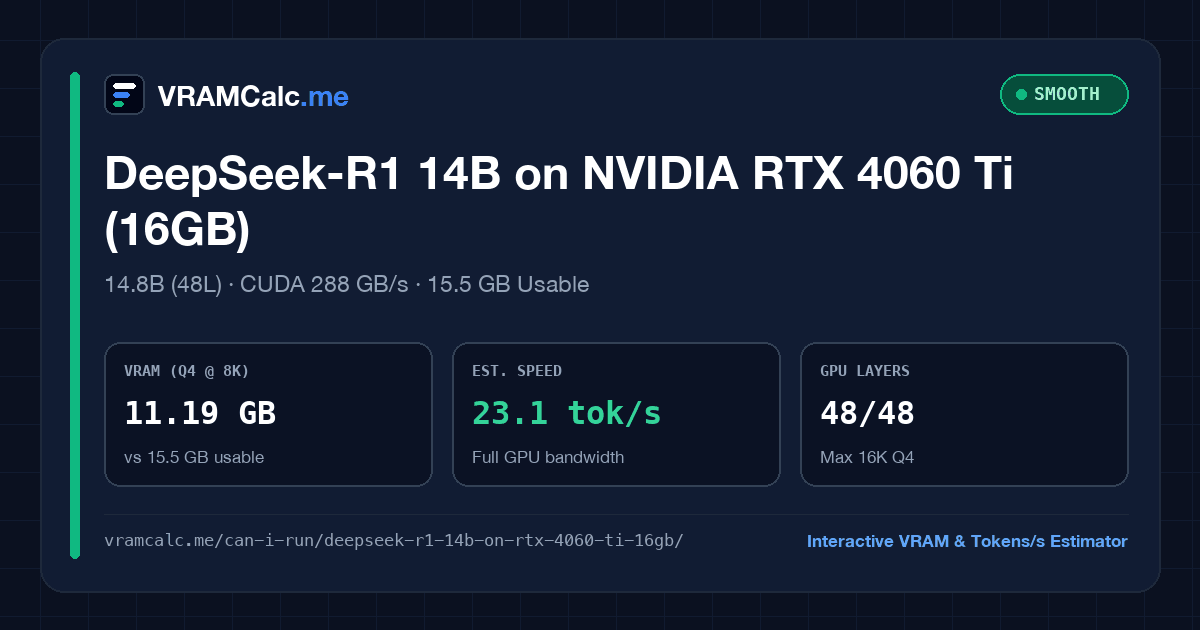 VRAMCalc.me
SMOOTH
DeepSeek-R1 14B on NVIDIA RTX 4060 Ti
(16GB)
14.8B (48L) · CUDA 288 GB/s · 15.5 GB Usable
VRAM (Q4 @ 8K)
11.19 GB
vs 15.5 GB usable
EST. SPEED
23.1 tok/s
Full GPU bandwidth
GPU LAYERS
48/48
Max 16K Q4
vramcalc.me/can-i-run/deepseek-r1-14b-on-rtx-4060-ti-16gb/
Interactive VRAM & Tokens/s Estimator